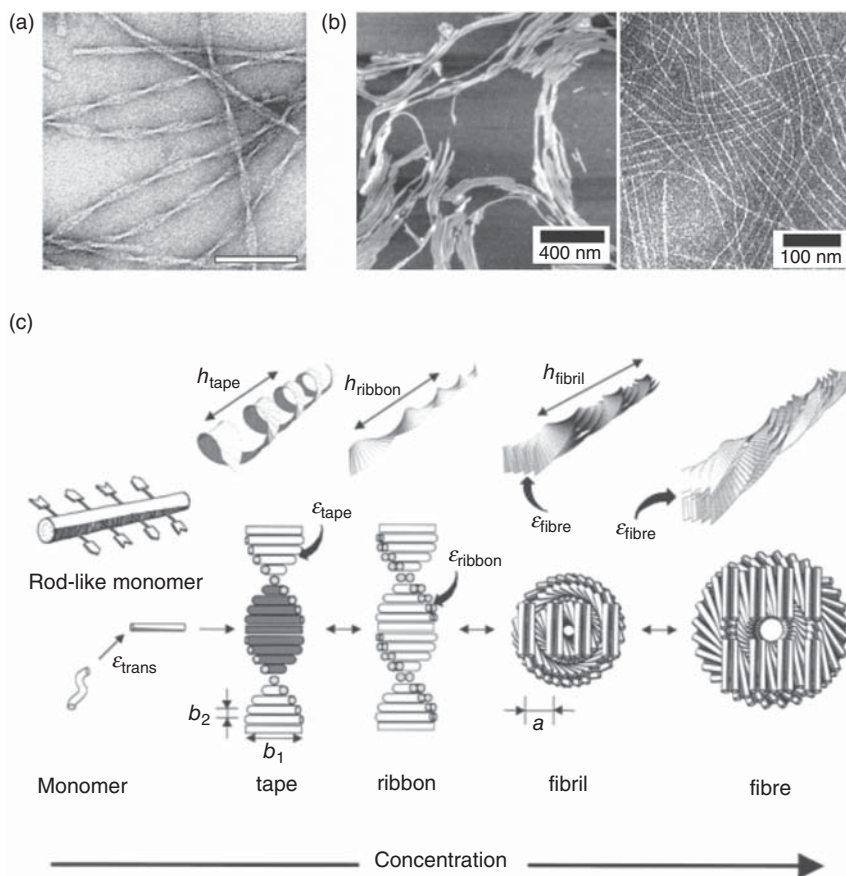 (a)
(b)
400 nm
100 nm
(c)
h_tape
h_ribbon
h_fibril
ε_fibre
ε_fibre
Rod-like monomer
ε_tape
ε_ribbon
ε_trans
b_2
b_1
a
Monomer
tape
ribbon
fibril
fibre
Concentration